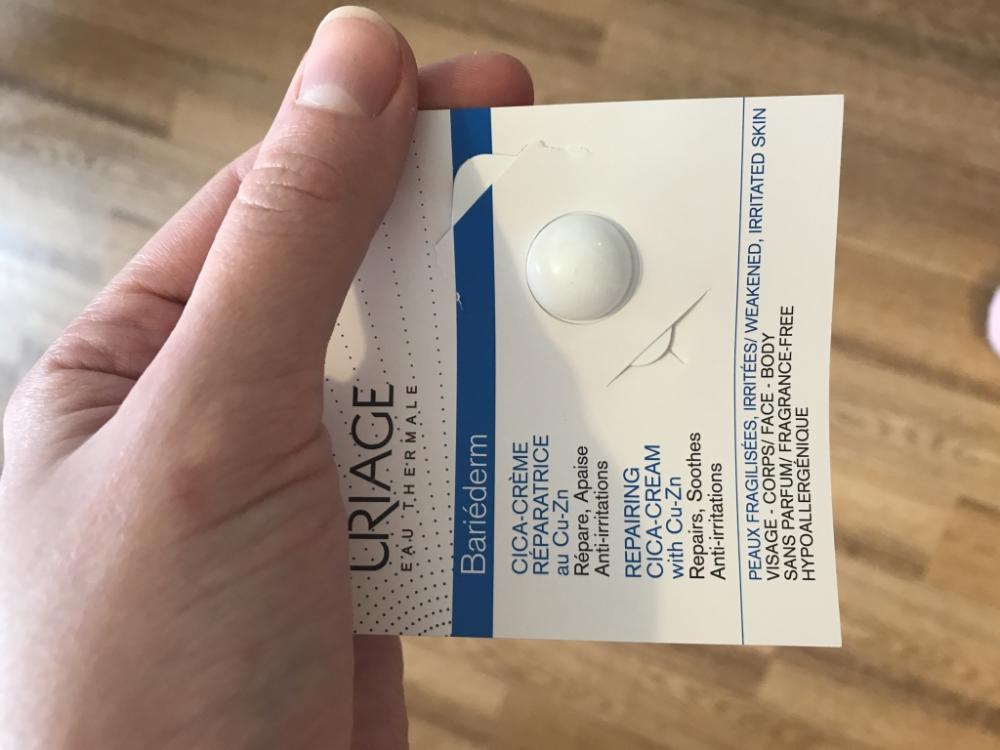 URIAGE
EAU THERMALE
Bariéderm
CICA-CRÈME
RÉPARATRICE
au Cu-Zn
Répare, Apaise
Anti-irritations
REPAIRING
CICA-CREAM
with Cu-Zn
Repairs, Soothes
Anti-irritations
PEAUX FRAGILISÉES, IRRITÉES/ WEAKENED, IRRITATED SKIN
VISAGE - CORPS/ FACE - BODY
SANS PARFUM/ FRAGRANCE-FREE
HYPOALLERGÉNIQUE